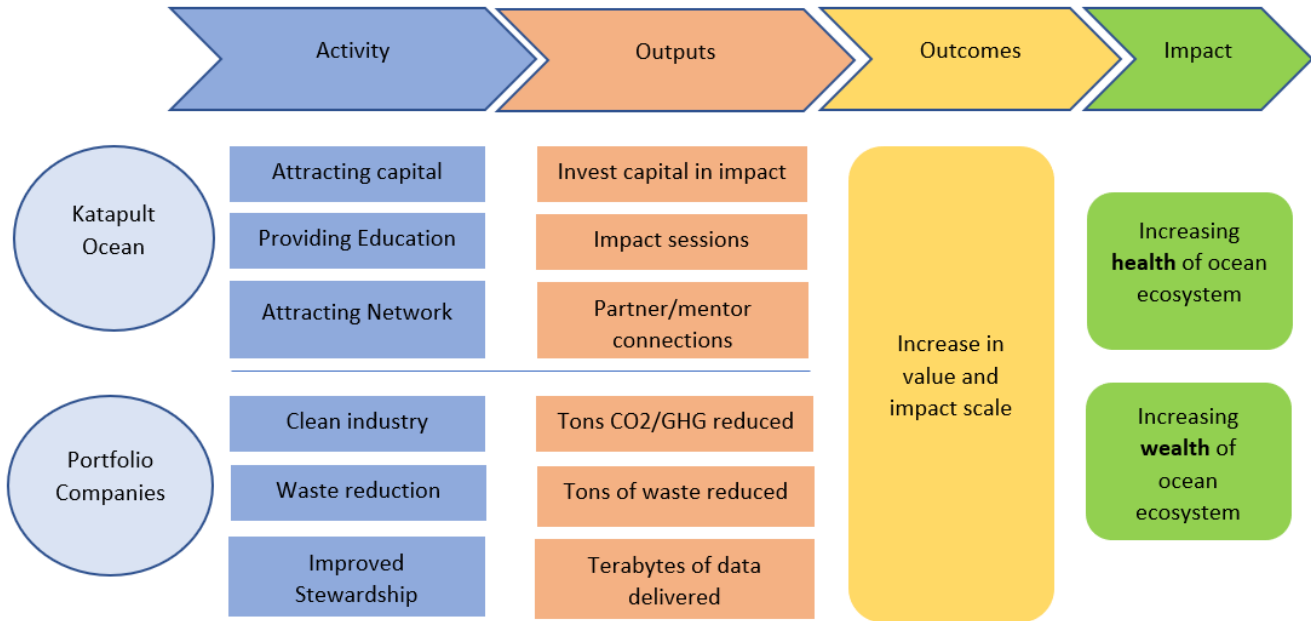 Activity
Outputs
Outcomes
Impact
Katapult
Ocean
Attracting capital
Invest capital in impact
Providing Education
Impact sessions
Attracting Network
Partner/mentor
connections
Portfolio
Companies
Clean industry
Tons CO2/GHG reduced
Waste reduction
Tons of waste reduced
Improved
Stewardship
Terabytes of data
delivered
Increase in
value and
impact scale
Increasing
health of ocean
ecosystem
Increasing
wealth of
ocean
ecosystem